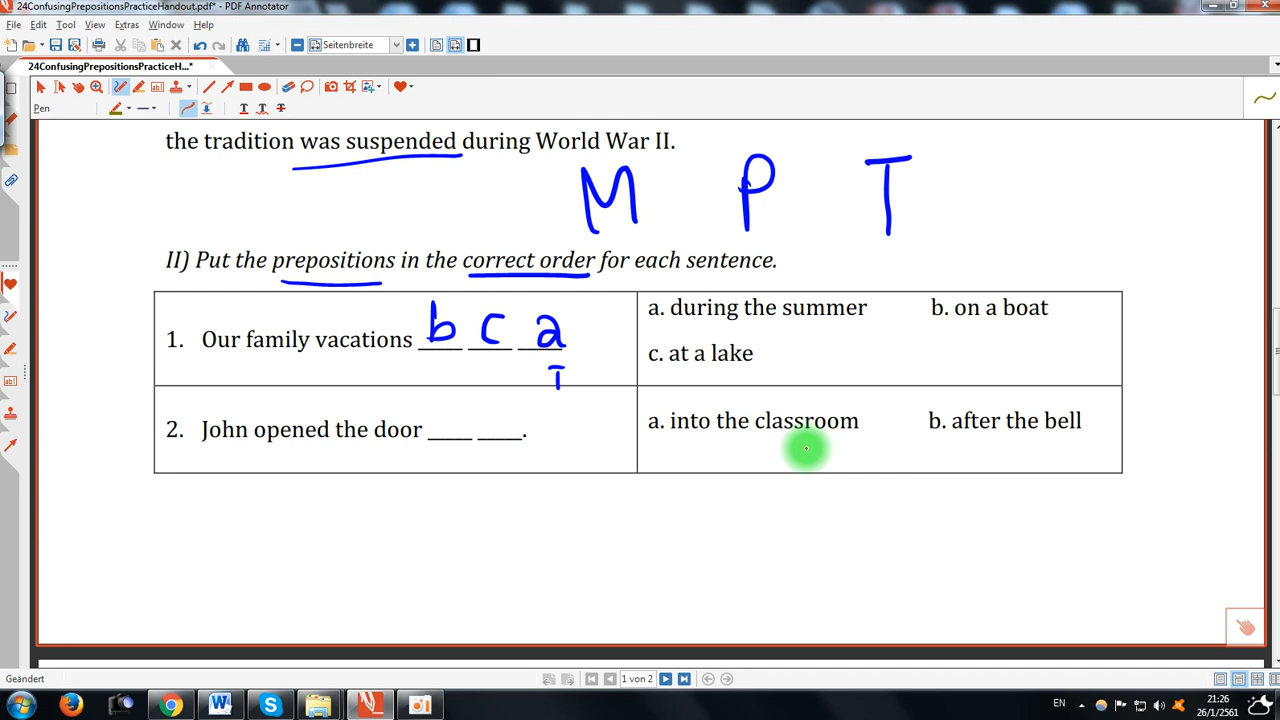 24ConfusingPrepositionsPracticeHandout.pdf* - PDF Annotator
File Edit Tool View Extras Window Help
Seitenbreite
24ConfusingPrepositionsPracticeH...*
Pen
the tradition was suspended during World War II.
M P T
II) Put the prepositions in the correct order for each sentence.
1. Our family vacations b c a
a. during the summer b. on a boat
c. at a lake
T
2. John opened the door _____ _____.
a. into the classroom b. after the bell
Geändert
1 von 2
EN
21:26
26/1/2561